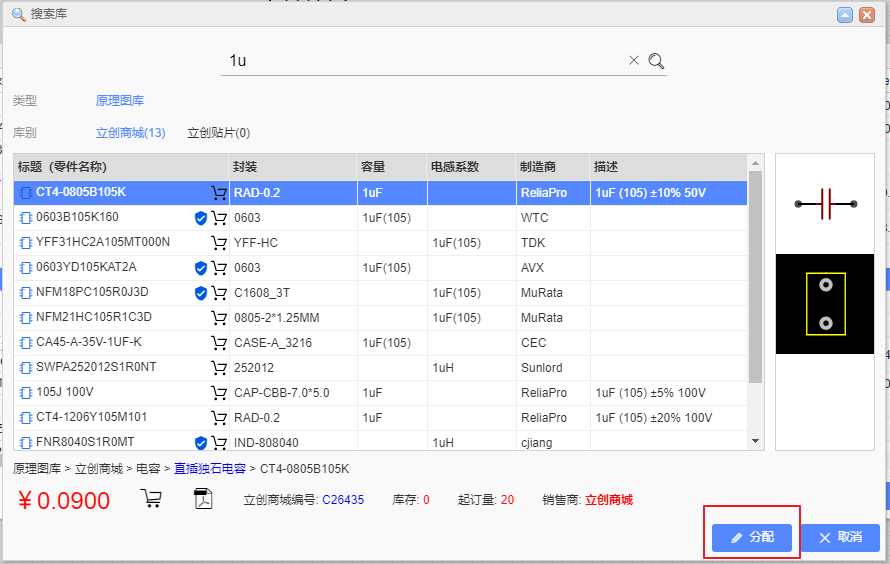 搜索库
1u
类型 原理图库
库别 立创商城(13) 立创贴片(0)
标题（零件名称） 封装 容量 电感系数 制造商 描述
CT4-0805B105K RAD-0.2 1uF ReliaPro 1uF (105) ±10% 50V
0603B105K160 0603 1uF(105) WTC
YFF31HC2A105MT000N YFF-HC 1uF(105) TDK
0603YD105KAT2A 0603 1uF(105) AVX
NFM18PC105R0J3D C1608_3T 1uF(105) MuRata
NFM21HC105R1C3D 0805-2*1.25MM 1uF(105) MuRata
CA45-A-35V-1UF-K CASE-A_3216 1uF(105) CEC
SWPA252012S1R0NT 252012 1uH Sunlord
105J 100V CAP-CBB-7.0*5.0 1uF ReliaPro 1uF (105) ±5% 100V
CT4-1206Y105M101 RAD-0.2 1uF ReliaPro 1uF (105) ±20% 100V
FNR8040S1R0MT IND-808040 1uH cjiang
原理图库 > 立创商城 > 电容 > 直插独石电容 > CT4-0805B105K
¥ 0.0900 立创商城编号: C26435 库存: 0 起订量: 20 销售商: 立创商城
分配 取消